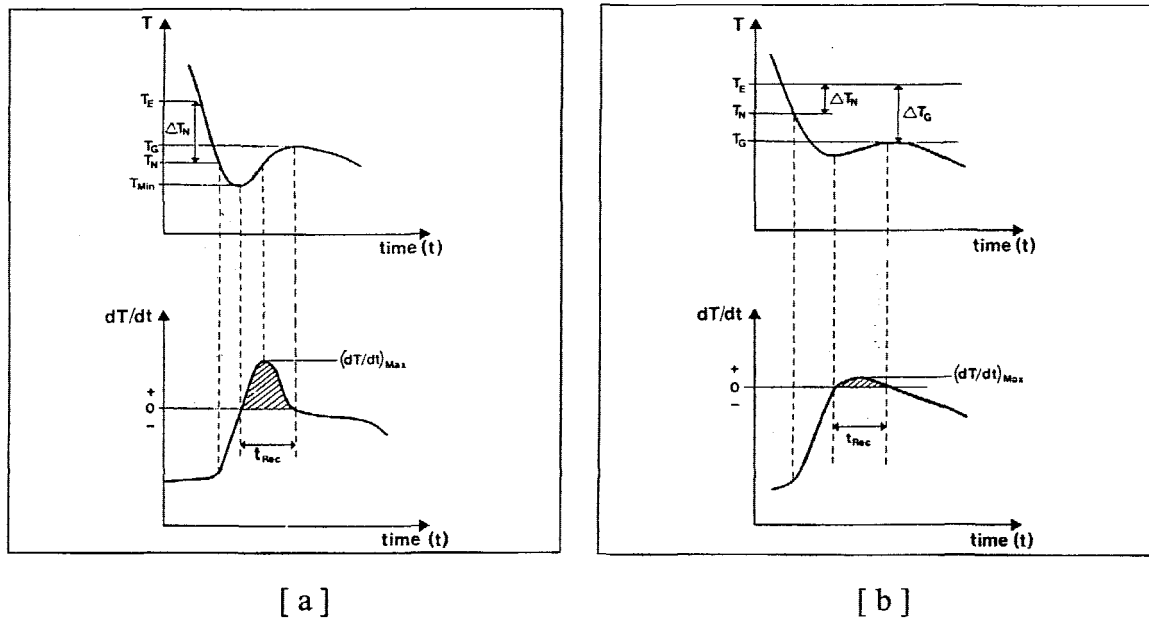 T
T_E
ΔT_N
T_G
T_N
T_Min
time (t)
dT/dt
(dT/dt)_Max
+
0
−
t_Rec
time (t)
[ a ]
T
T_E
ΔT_N
T_N
ΔT_G
T_G
time (t)
dT/dt
(dT/dt)_Max
+
0
−
t_Rec
time (t)
[ b ]